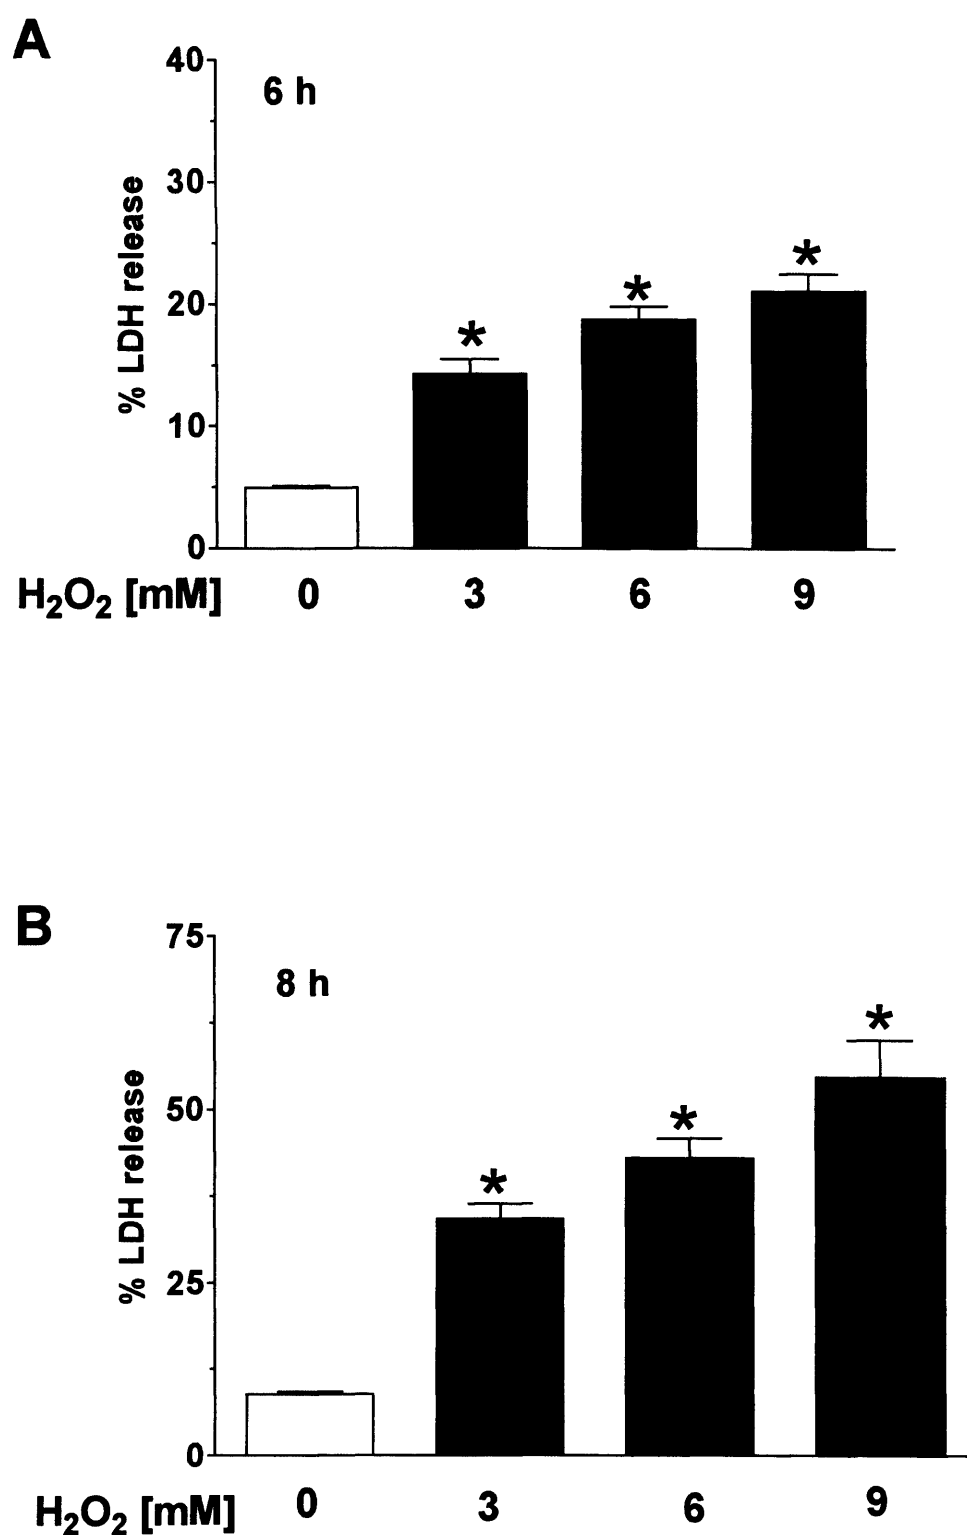 A
40
6 h
30
% LDH release
20
10
0
* * *
H₂O₂ [mM] 0 3 6 9
B
75
8 h
50
% LDH release
25
0
* * *
H₂O₂ [mM] 0 3 6 9